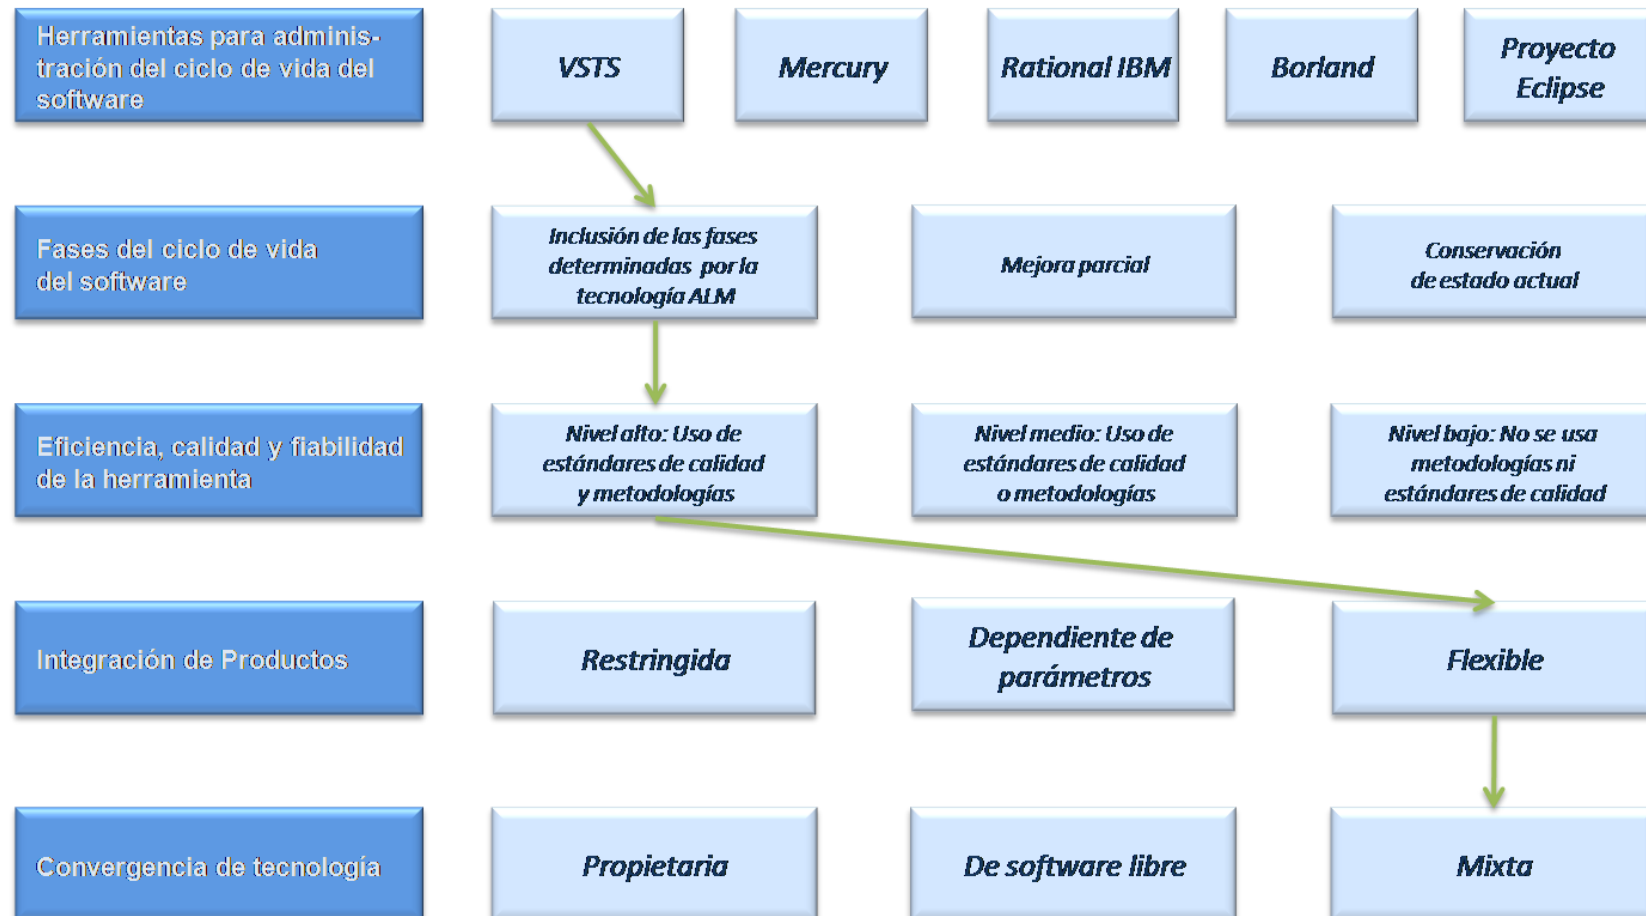 Herramientas para adminis-
tración del ciclo de vida del
software
VSTS
Mercury
Rational IBM
Borland
Proyecto
Eclipse
Fases del ciclo de vida
del software
Inclusión de las fases
determinadas por la
tecnología ALM
Mejora parcial
Conservación
de estado actual
Eficiencia, calidad y fiabilidad
de la herramienta
Nivel alto: Uso de
estándares de calidad
y metodologías
Nivel medio: Uso de
estándares de calidad
o metodologías
Nivel bajo: No se usa
metodologías ni
estándares de calidad
Integración de Productos
Restringida
Dependiente de
parámetros
Flexible
Convergencia de tecnología
Propietaria
De software libre
Mixta